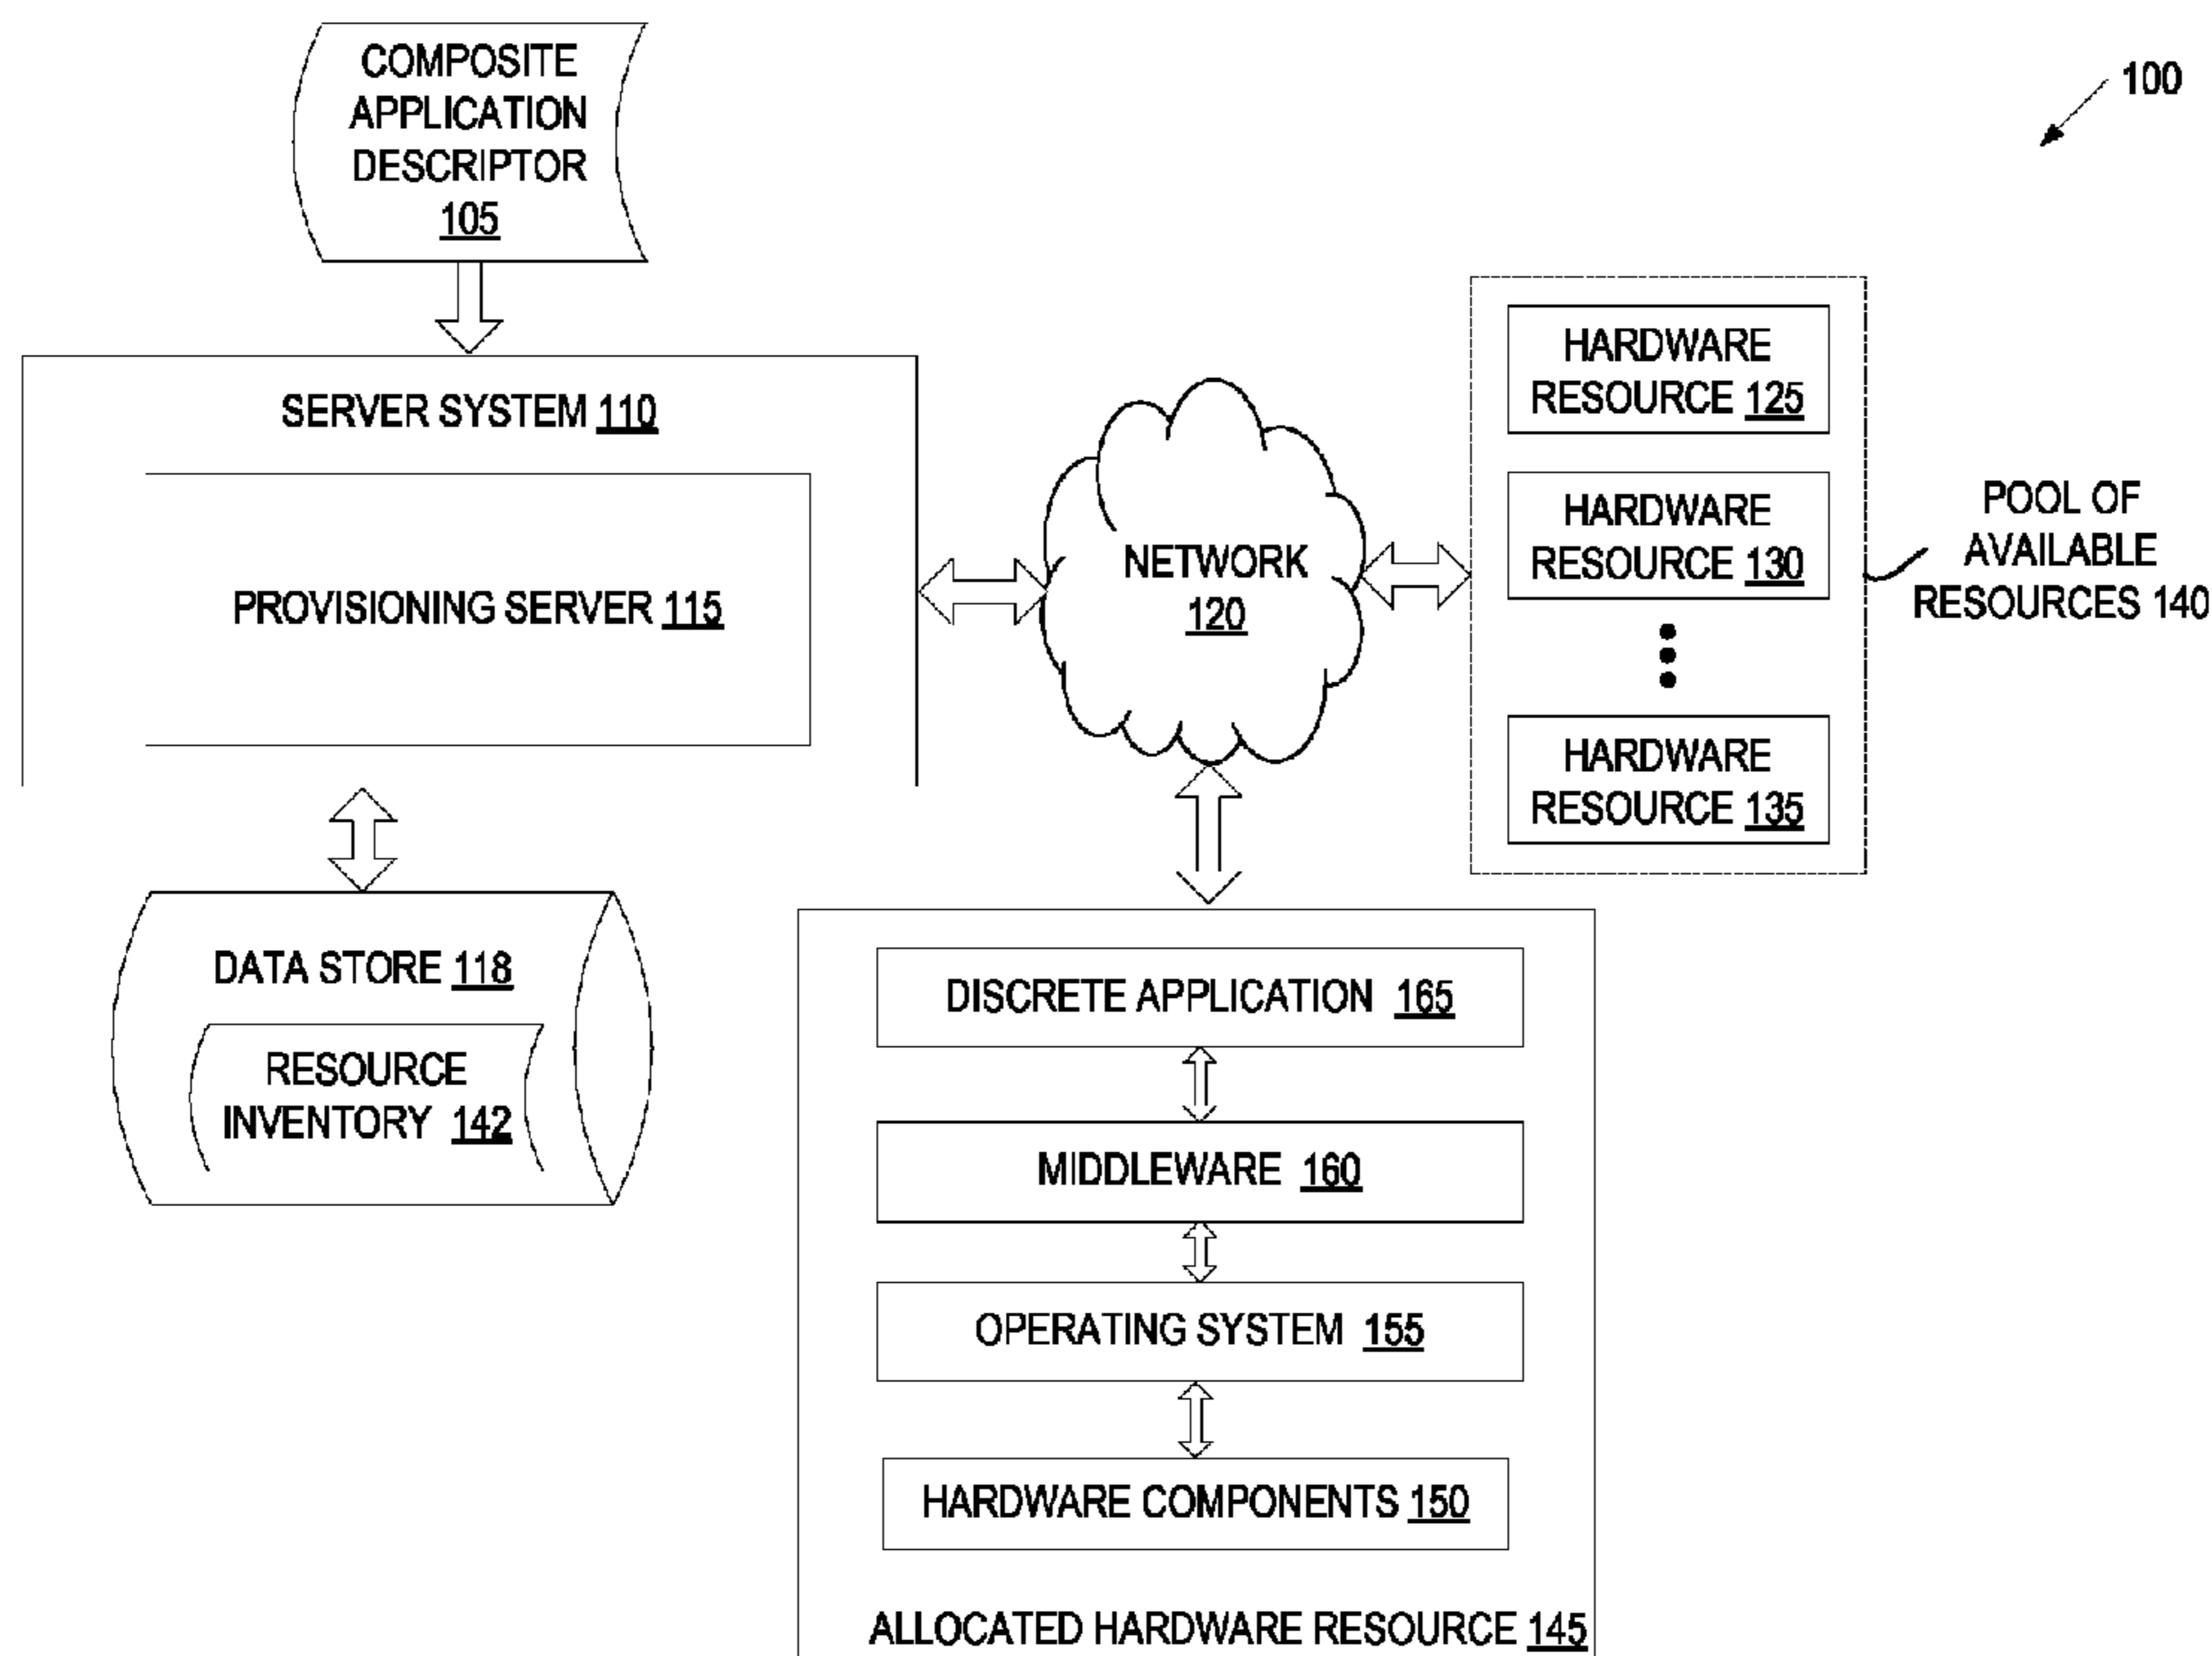 COMPOSITE
APPLICATION
DESCRIPTOR
105
100
SERVER SYSTEM 110
PROVISIONING SERVER 115
NETWORK
120
HARDWARE
RESOURCE 125
HARDWARE
RESOURCE 130
HARDWARE
RESOURCE 135
POOL OF
AVAILABLE
RESOURCES 140
DATA STORE 118
RESOURCE
INVENTORY 142
DISCRETE APPLICATION 165
MIDDLEWARE 160
OPERATING SYSTEM 155
HARDWARE COMPONENTS 150
ALLOCATED HARDWARE RESOURCE 145